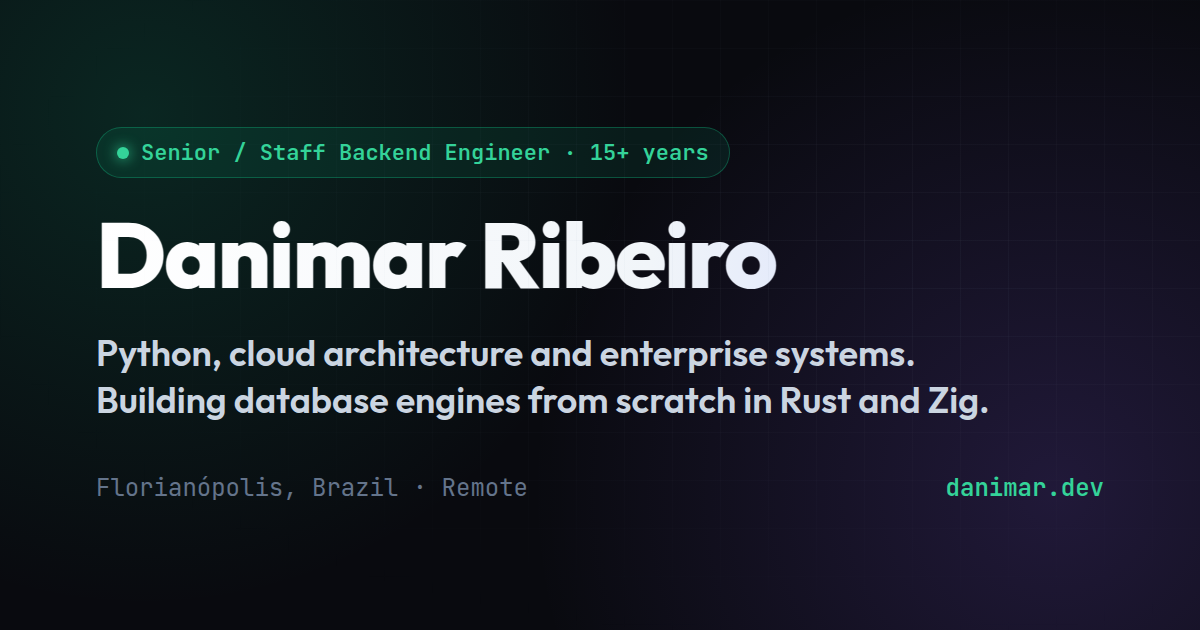 Senior / Staff Backend Engineer · 15+ years
Danimar Ribeiro
Python, cloud architecture and enterprise systems.
Building database engines from scratch in Rust and Zig.
Florianópolis, Brazil · Remote
danimar.dev